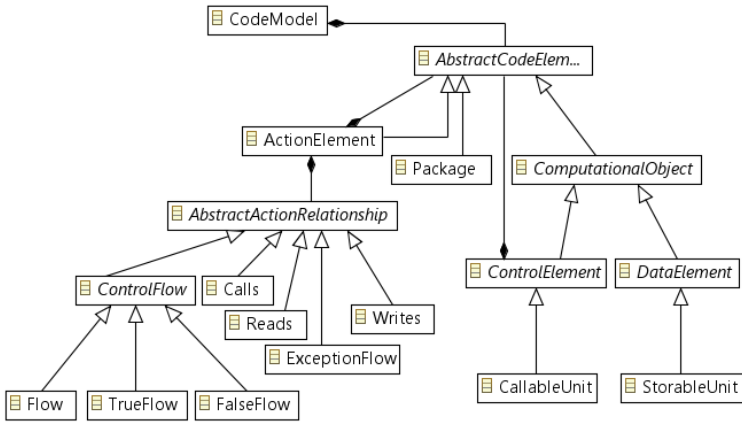 CodeModel
AbstractCodeElem...
ActionElement
Package
ComputationalObject
AbstractActionRelationship
ControlFlow
Calls
Reads
Writes
ExceptionFlow
ControlElement
DataElement
Flow
TrueFlow
FalseFlow
CallableUnit
StorableUnit